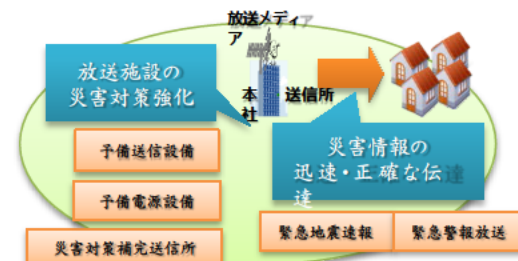 放送メディ
ア
放送施設の
災害対策強化
本
社
送信所
災害情報の
迅速・正確な伝
達
予備送信設備
予備電源設備
災害対策補完送信所
緊急地震速報
緊急警報放送